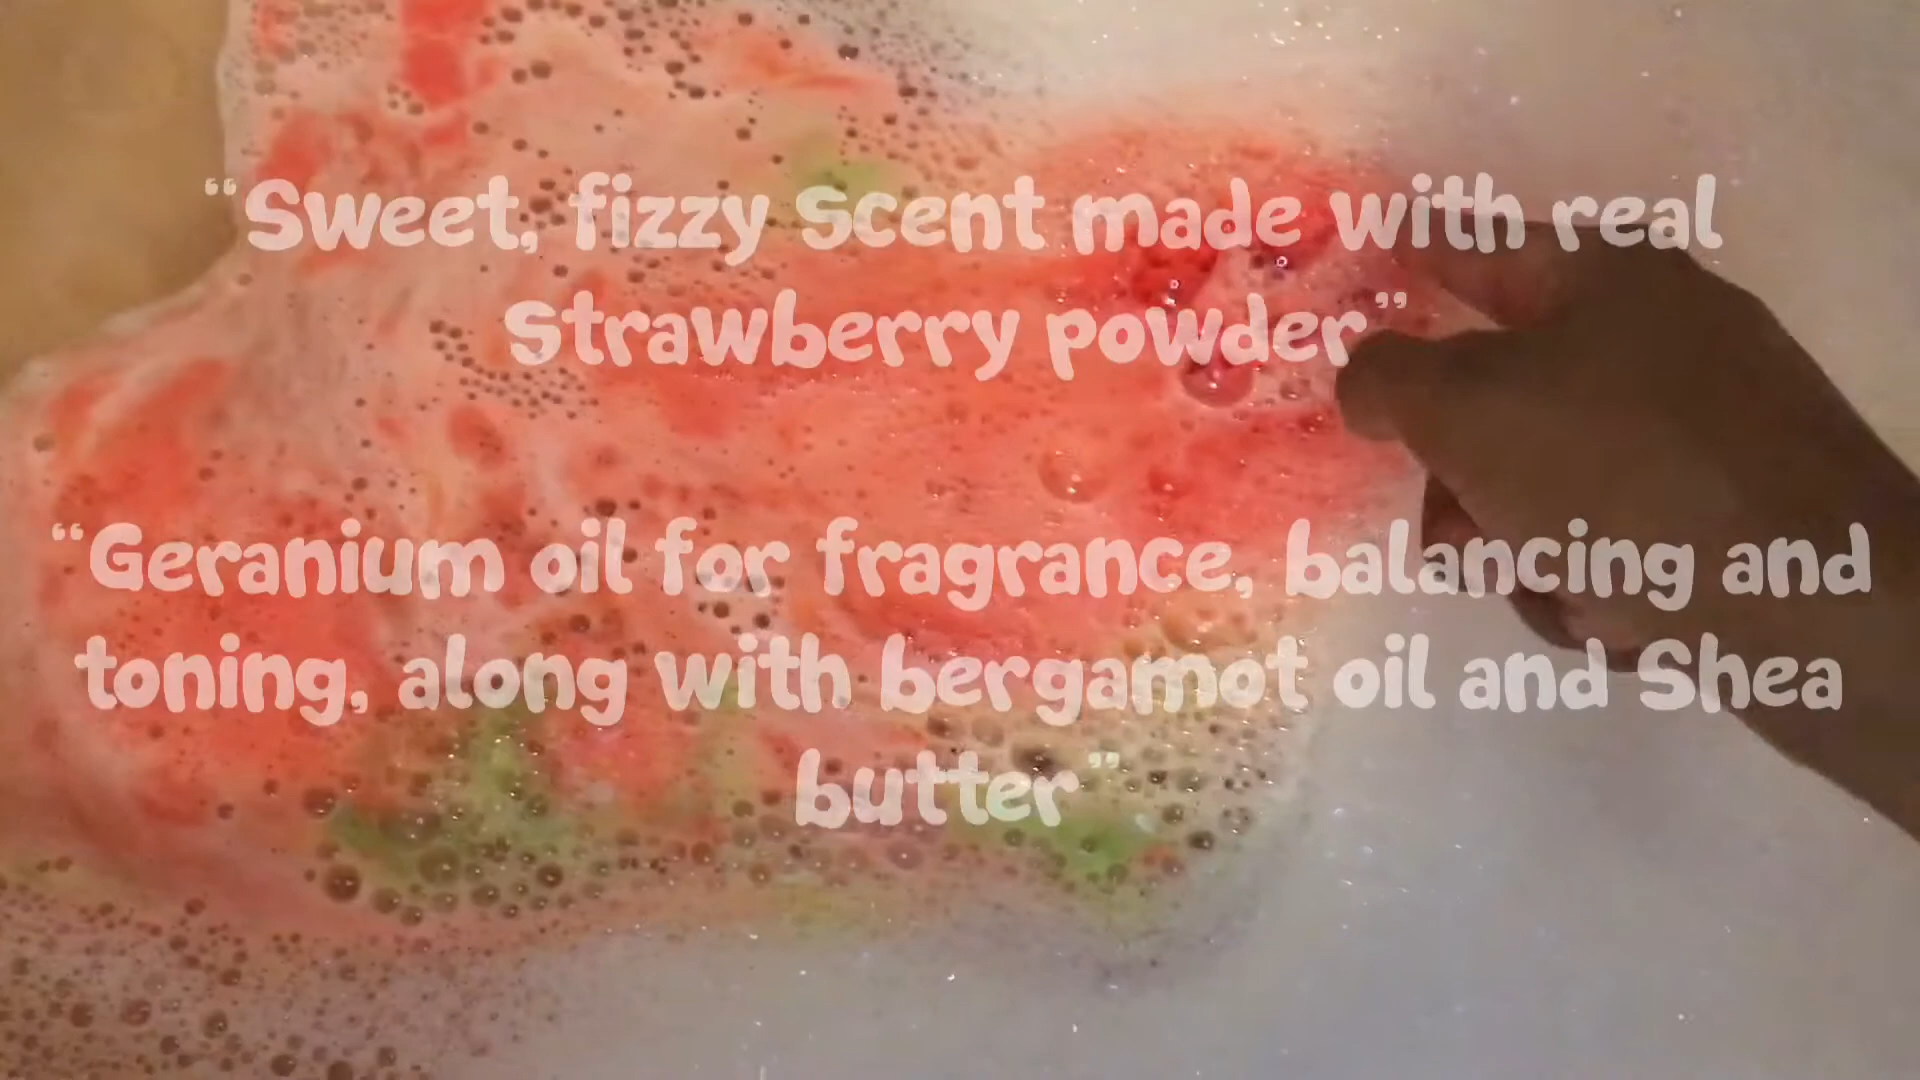 “Sweet, fizzy scent made with real
strawberry powder”
“Geranium oil for fragrance, balancing and
toning, along with bergamot oil and Shea
butter”